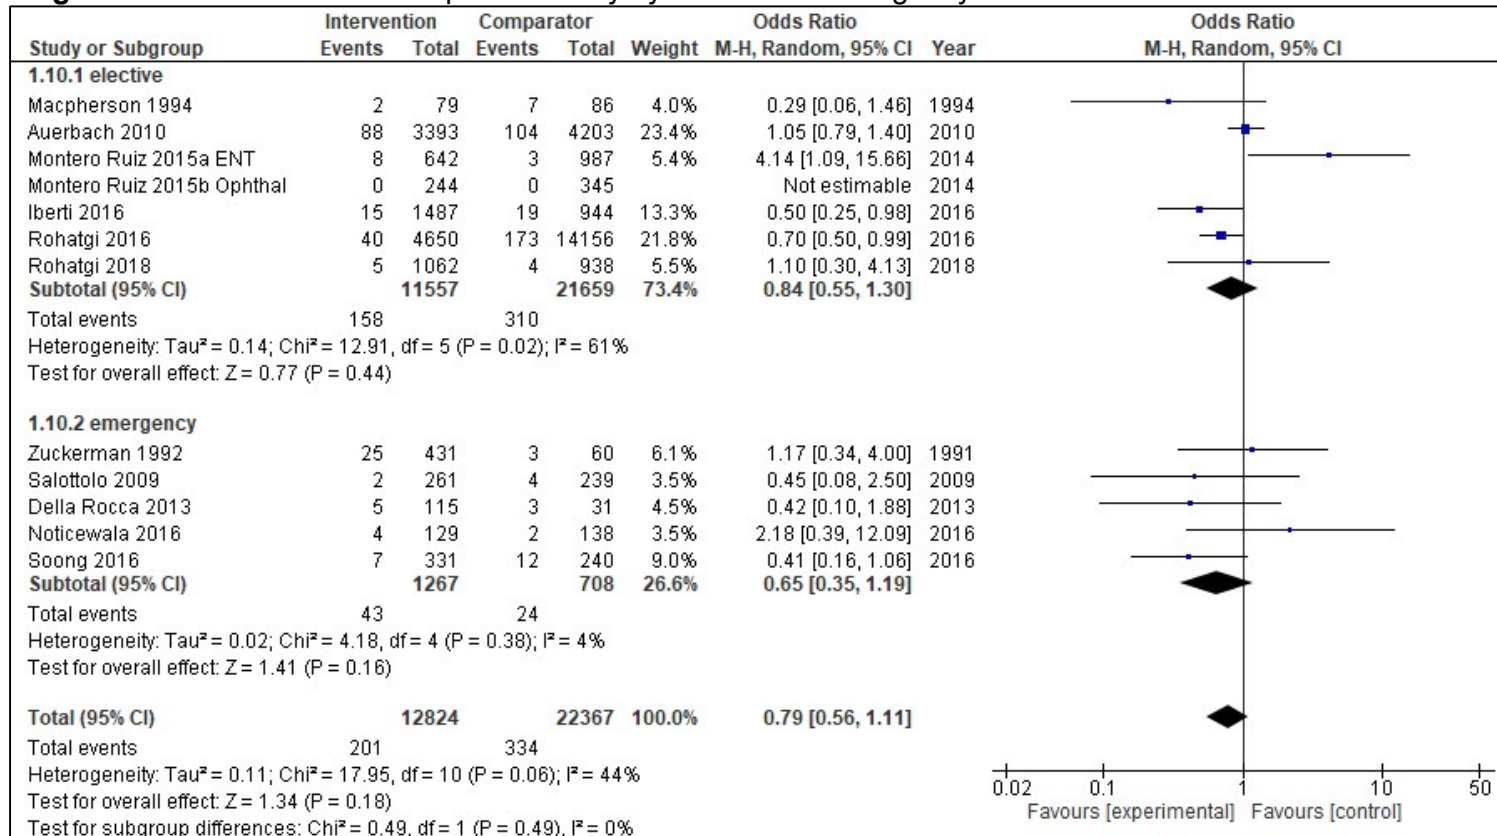 Intervention Comparator Odds Ratio Odds Ratio
Study or Subgroup Events Total Events Total Weight M-H, Random, 95% CI Year M-H, Random, 95% CI
1.10.1 elective
Macpherson 1994 2 79 7 86 4.0% 0.29 [0.06, 1.46] 1994
Auerbach 2010 88 3393 104 4203 23.4% 1.05 [0.79, 1.40] 2010
Montero Ruiz 2015a ENT 8 642 3 987 5.4% 4.14 [1.09, 15.66] 2014
Montero Ruiz 2015b Ophthal 0 244 0 345 Not estimable 2014
Iberti 2016 15 1487 19 944 13.3% 0.50 [0.25, 0.98] 2016
Rohatgi 2016 40 4650 173 14156 21.8% 0.70 [0.50, 0.99] 2016
Rohatgi 2018 5 1062 4 938 5.5% 1.10 [0.30, 4.13] 2018
Subtotal (95% CI) 11557 21659 73.4% 0.84 [0.55, 1.30]
Total events 158 310
Heterogeneity: Tau² = 0.14; Chi² = 12.91, df = 5 (P = 0.02); I² = 61%
Test for overall effect: Z = 0.77 (P = 0.44)
1.10.2 emergency
Zuckerman 1992 25 431 3 60 6.1% 1.17 [0.34, 4.00] 1991
Salottolo 2009 2 261 4 239 3.5% 0.45 [0.08, 2.50] 2009
Della Rocca 2013 5 115 3 31 4.5% 0.42 [0.10, 1.88] 2013
Noticewala 2016 4 129 2 138 3.5% 2.18 [0.39, 12.09] 2016
Soong 2016 7 331 12 240 9.0% 0.41 [0.16, 1.06] 2016
Subtotal (95% CI) 1267 708 26.6% 0.65 [0.35, 1.19]
Total events 43 24
Heterogeneity: Tau² = 0.02; Chi² = 4.18, df = 4 (P = 0.38); I² = 4%
Test for overall effect: Z = 1.41 (P = 0.16)
Total (95% CI) 12824 22367 100.0% 0.79 [0.56, 1.11]
Total events 201 334
Heterogeneity: Tau² = 0.11; Chi² = 17.95, df = 10 (P = 0.06); I² = 44%
Test for overall effect: Z = 1.34 (P = 0.18)
Test for subgroup differences: Chi² = 0.49, df = 1 (P = 0.49), I² = 0%
0.02 0.1 1 10 50
Favours [experimental] Favours [control]